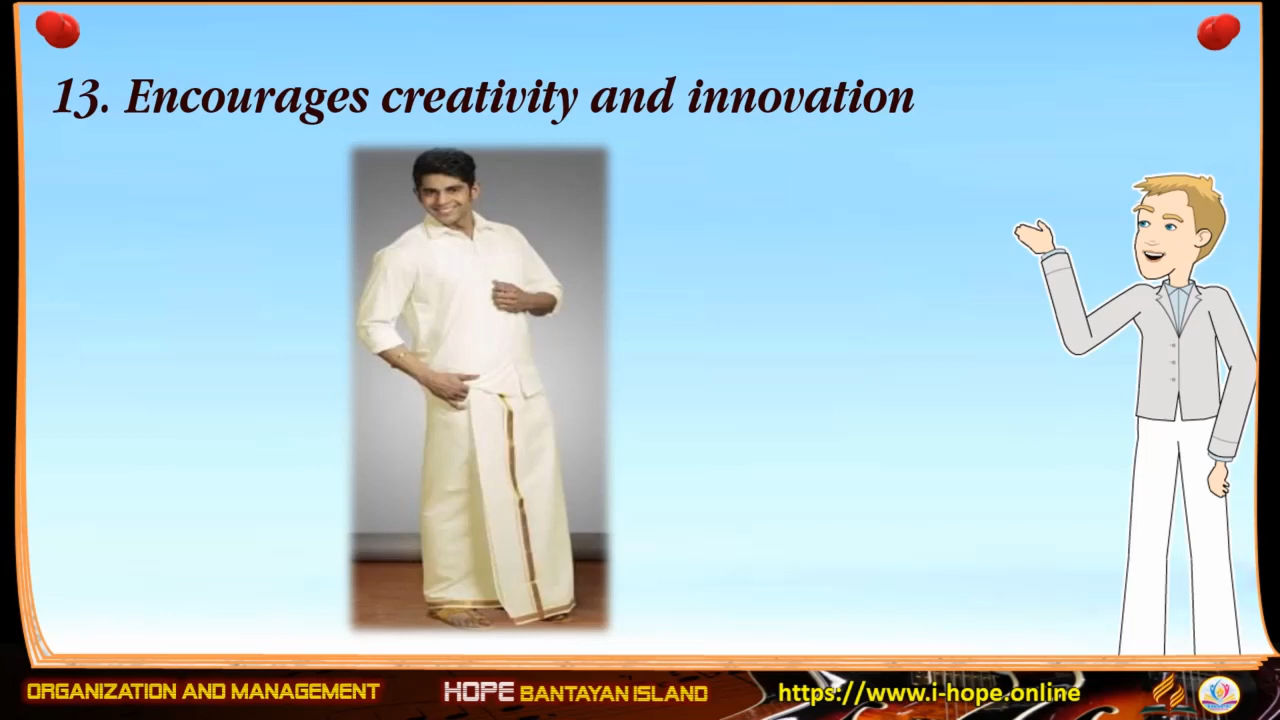 13. Encourages creativity and innovation
ORGANIZATION AND MANAGEMENT
HOPE BANTAYAN ISLAND
https://www.i-hope.online